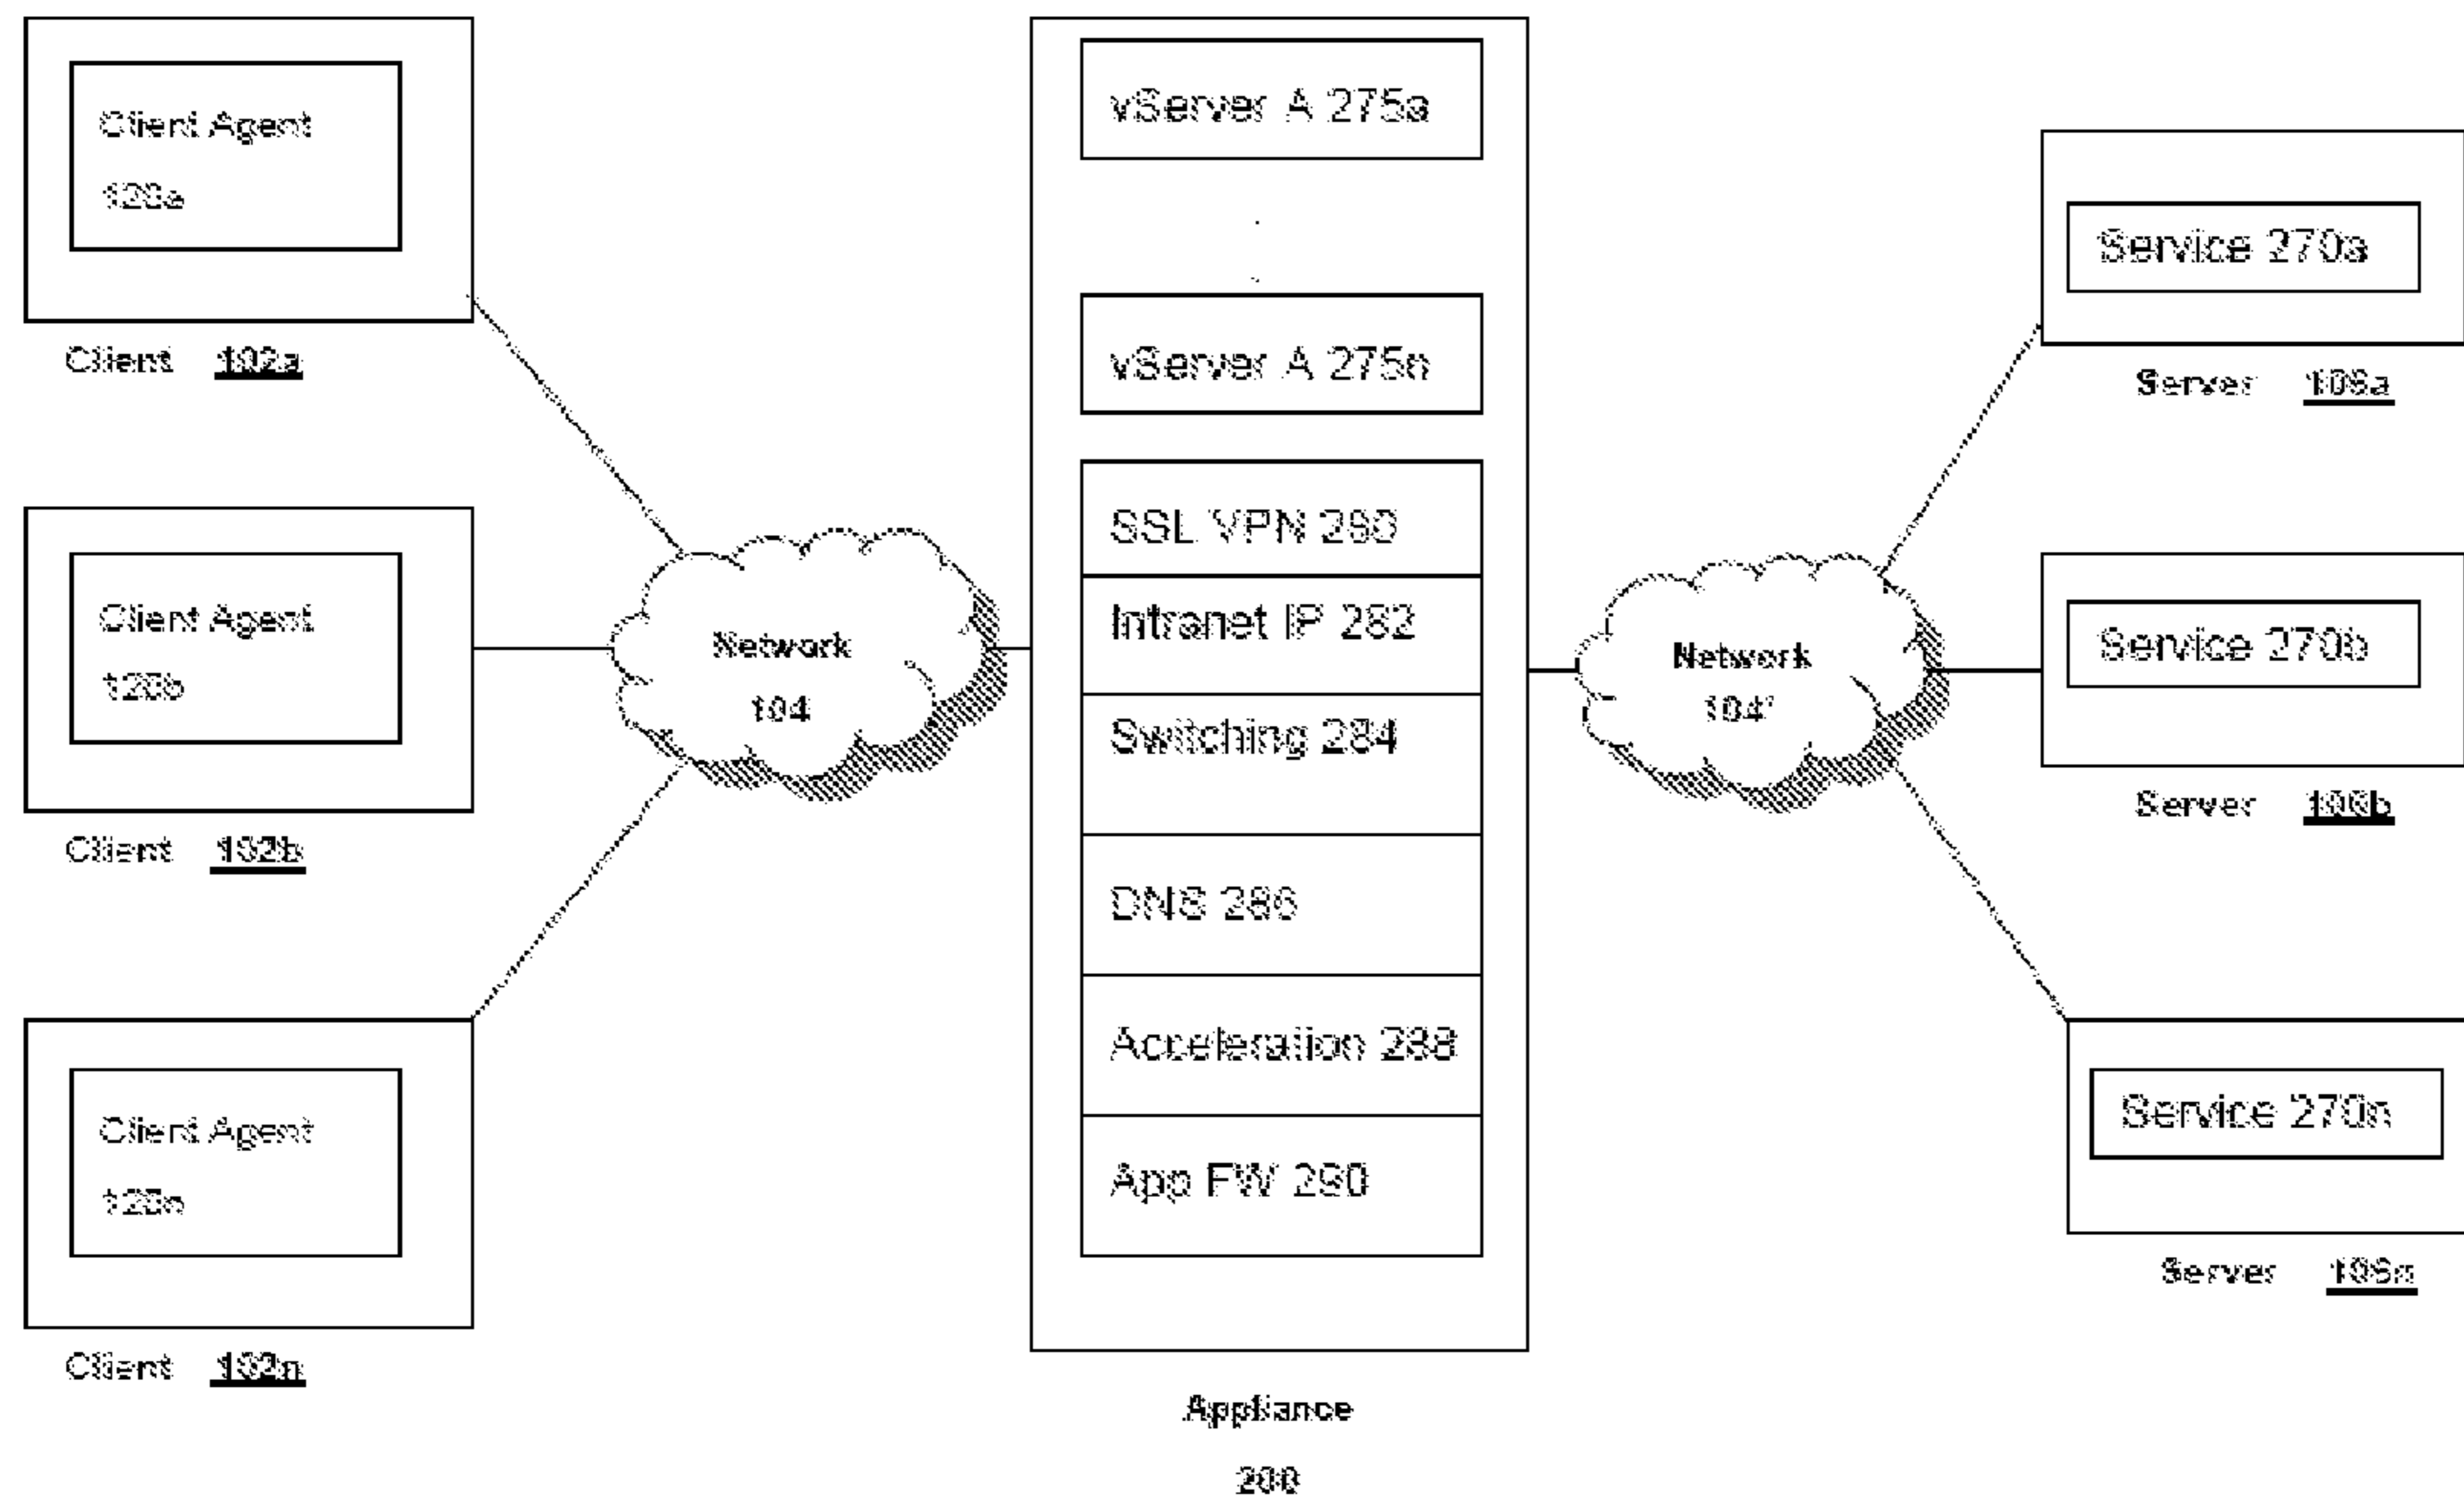 Client Agent
120a
Client 102a
Client Agent
120b
Client 102b
Client Agent
120n
Client 102n
Network
104
vServer A 275a
vServer A 275n
SSL VPN 280
Intranet IP 282
Switching 284
DNS 286
Acceleration 288
App FW 290
Appliance
200
Network
104'
Service 270a
Server 106a
Service 270b
Server 106b
Service 270n
Server 106n